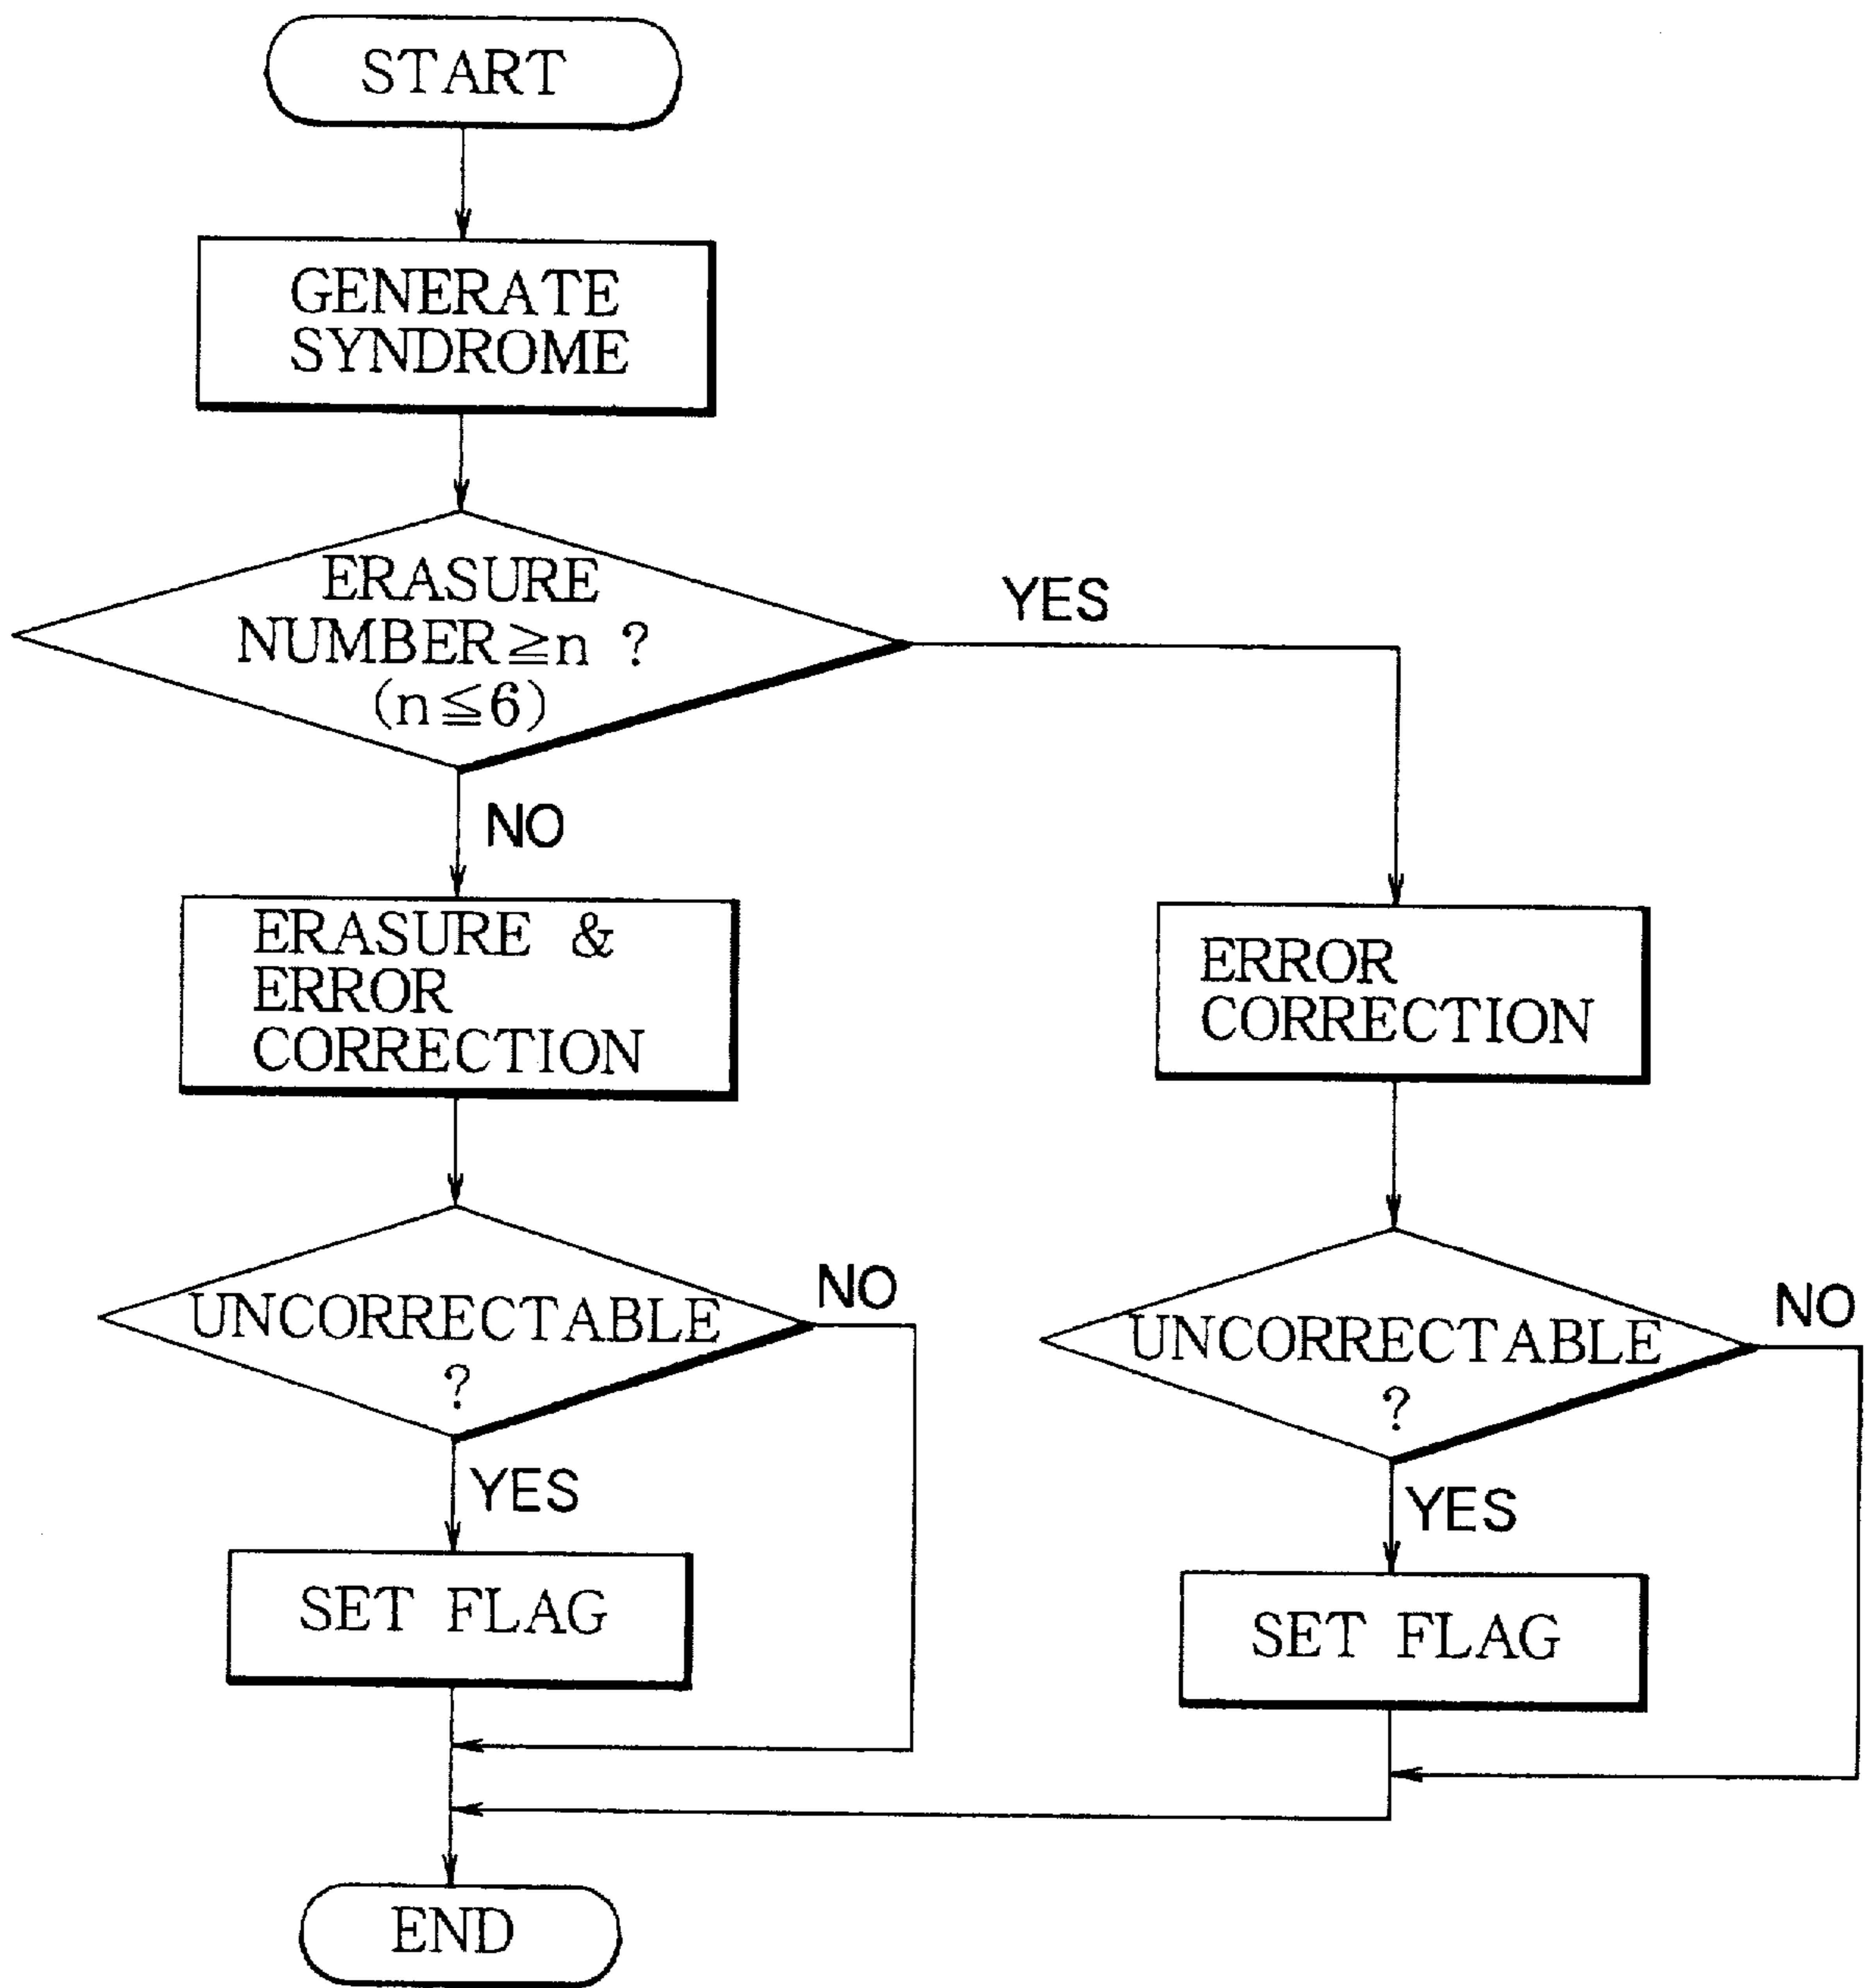 START
GENERATE
SYNDROME
ERASURE
NUMBER≧n ?
(n≦6)
YES
NO
ERASURE &
ERROR
CORRECTION
ERROR
CORRECTION
UNCORRECTABLE
?
NO
YES
UNCORRECTABLE
?
NO
YES
SET FLAG
SET FLAG
END